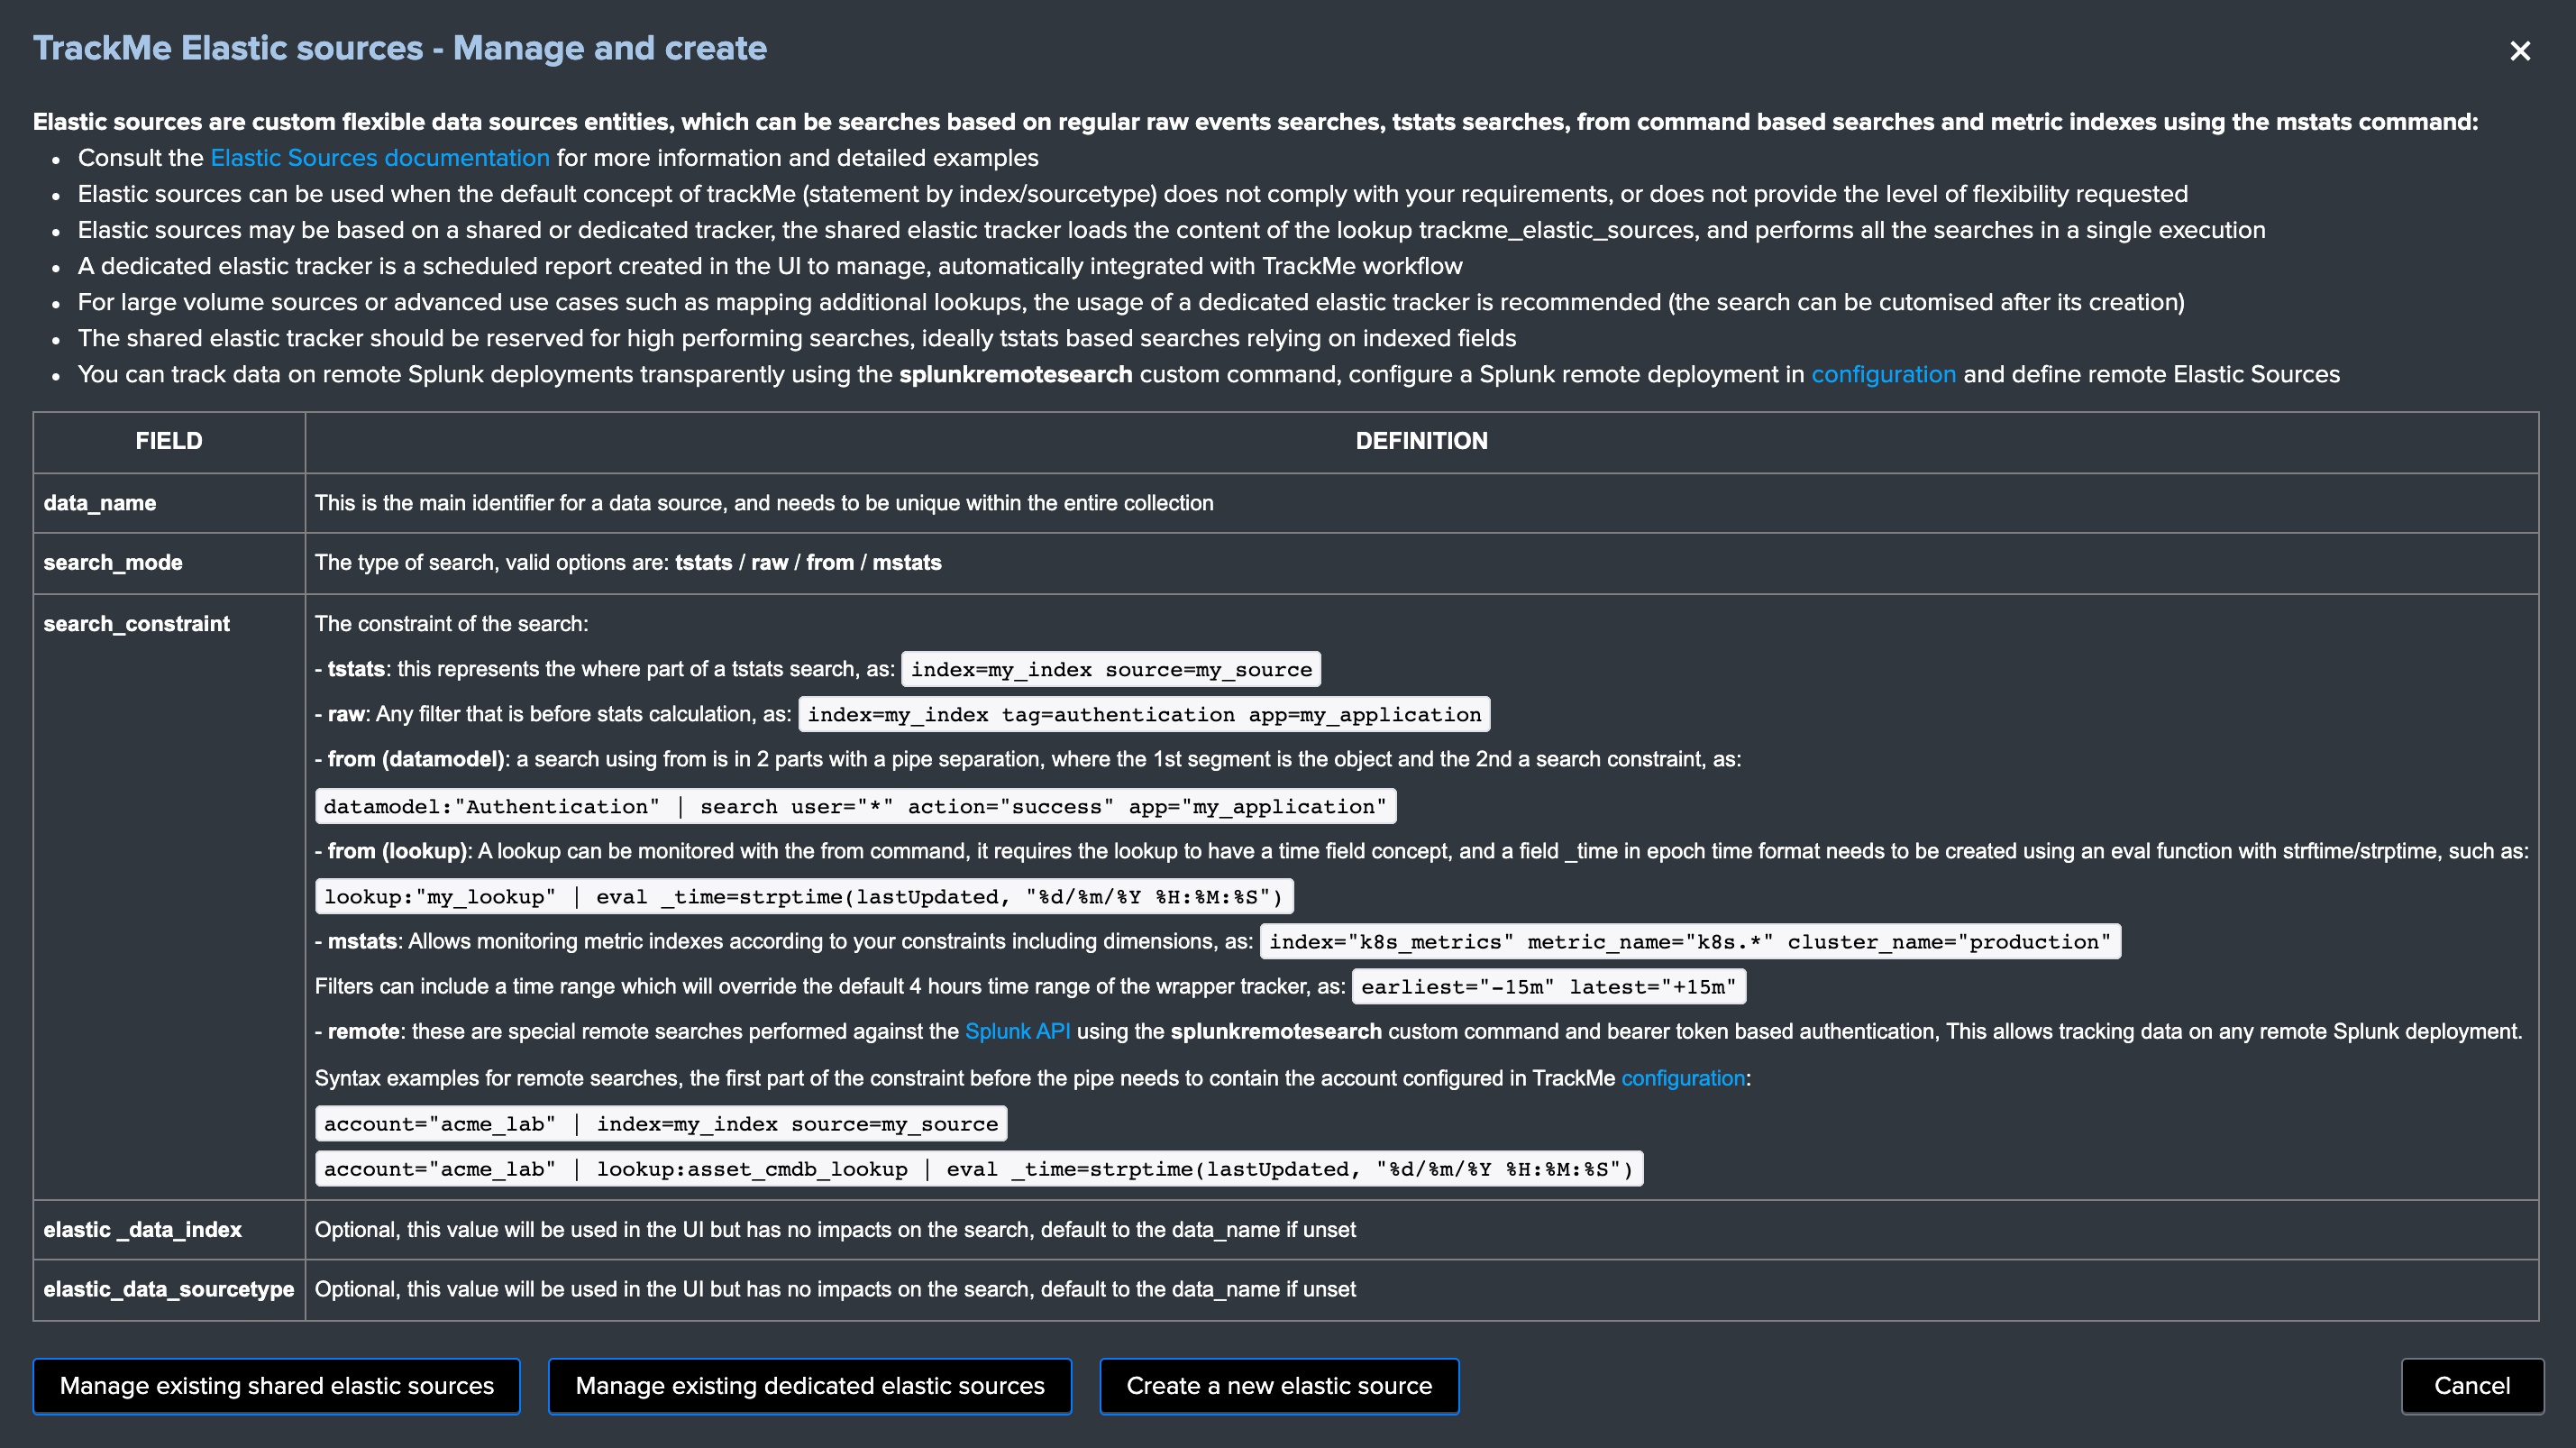 TrackMe Elastic sources - Manage and create
Elastic sources are custom flexible data sources entities, which can be searches based on regular raw events searches, tstats searches, from command based searches and metric indexes using the mstats command:
• Consult the Elastic Sources documentation for more information and detailed examples
• Elastic sources can be used when the default concept of trackMe (statement by index/sourcetype) does not comply with your requirements, or does not provide the level of flexibility requested
• Elastic sources may be based on a shared or dedicated tracker, the shared elastic tracker loads the content of the lookup trackme_elastic_sources, and performs all the searches in a single execution
• A dedicated elastic tracker is a scheduled report created in the UI to manage, automatically integrated with TrackMe workflow
• For large volume sources or advanced use cases such as mapping additional lookups, the usage of a dedicated elastic tracker is recommended (the search can be cutomised after its creation)
• The shared elastic tracker should be reserved for high performing searches, ideally tstats based searches relying on indexed fields
• You can track data on remote Splunk deployments transparently using the splunkremotesearch custom command, configure a Splunk remote deployment in configuration and define remote Elastic Sources
FIELD DEFINITION
data_name This is the main identifier for a data source, and needs to be unique within the entire collection
search_mode The type of search, valid options are: tstats / raw / from / mstats
search_constraint The constraint of the search:
- tstats: this represents the where part of a tstats search, as: index=my_index source=my_source
- raw: Any filter that is before stats calculation, as: index=my_index tag=authentication app=my_application
- from (datamodel): a search using from is in 2 parts with a pipe separation, where the 1st segment is the object and the 2nd a search constraint, as:
datamodel:"Authentication" | search user="*" action="success" app="my_application"
- from (lookup): A lookup can be monitored with the from command, it requires the lookup to have a time field concept, and a field _time in epoch time format needs to be created using an eval function with strftime/strptime, such as:
lookup:"my_lookup" | eval _time=strptime(lastUpdated, "%d/%m/%Y %H:%M:%S")
- mstats: Allows monitoring metric indexes according to your constraints including dimensions, as: index="k8s_metrics" metric_name="k8s.*" cluster_name="production"
Filters can include a time range which will override the default 4 hours time range of the wrapper tracker, as: earliest="-15m" latest="+15m"
- remote: these are special remote searches performed against the Splunk API using the splunkremotesearch custom command and bearer token based authentication, This allows tracking data on any remote Splunk deployment.
Syntax examples for remote searches, the first part of the constraint before the pipe needs to contain the account configured in TrackMe configuration:
account="acme_lab" | index=my_index source=my_source
account="acme_lab" | lookup:asset_cmdb_lookup | eval _time=strptime(lastUpdated, "%d/%m/%Y %H:%M:%S")
elastic _data_index Optional, this value will be used in the UI but has no impacts on the search, default to the data_name if unset
elastic_data_sourcetype Optional, this value will be used in the UI but has no impacts on the search, default to the data_name if unset
Manage existing shared elastic sources Manage existing dedicated elastic sources Create a new elastic source Cancel